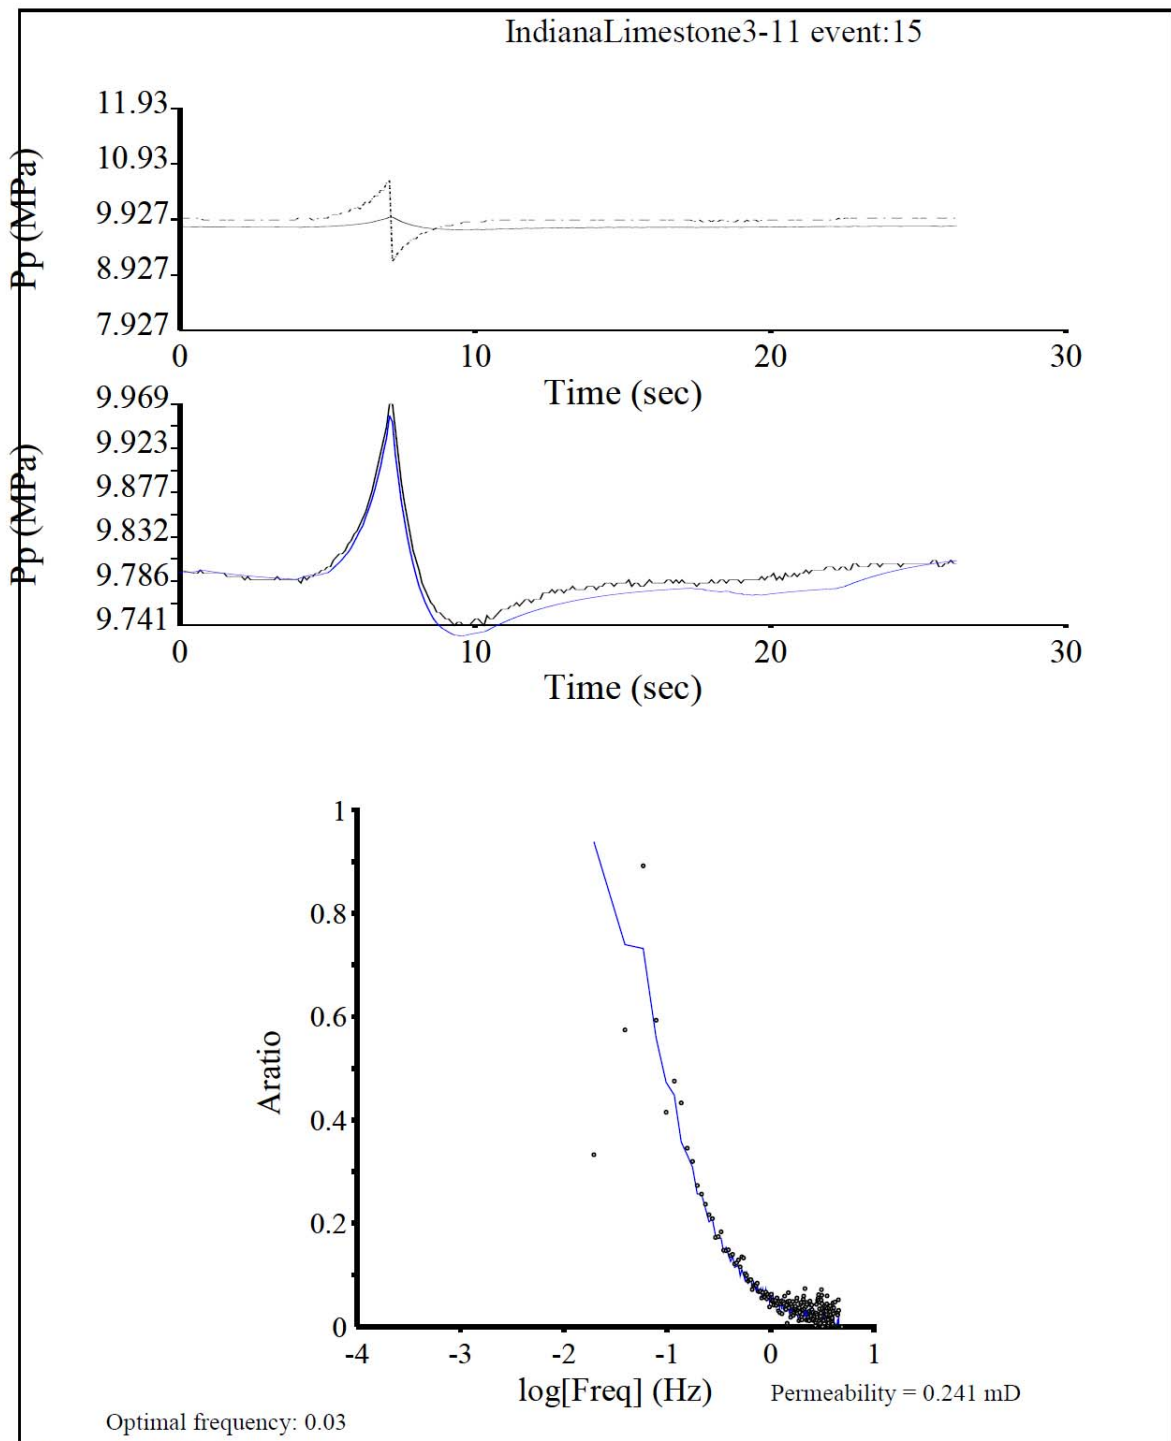 IndianaLimestone3-11 event:15
11.93
10.93
9.927
8.927
7.927
Pp (MPa)
0 10 20 30
Time (sec)
9.969
9.923
9.877
9.832
9.786
9.741
Pp (MPa)
0 10 20 30
Time (sec)
1
0.8
0.6
0.4
0.2
0
Aratio
-4 -3 -2 -1 0 1
log[Freq] (Hz)
Permeability = 0.241 mD
Optimal frequency: 0.03